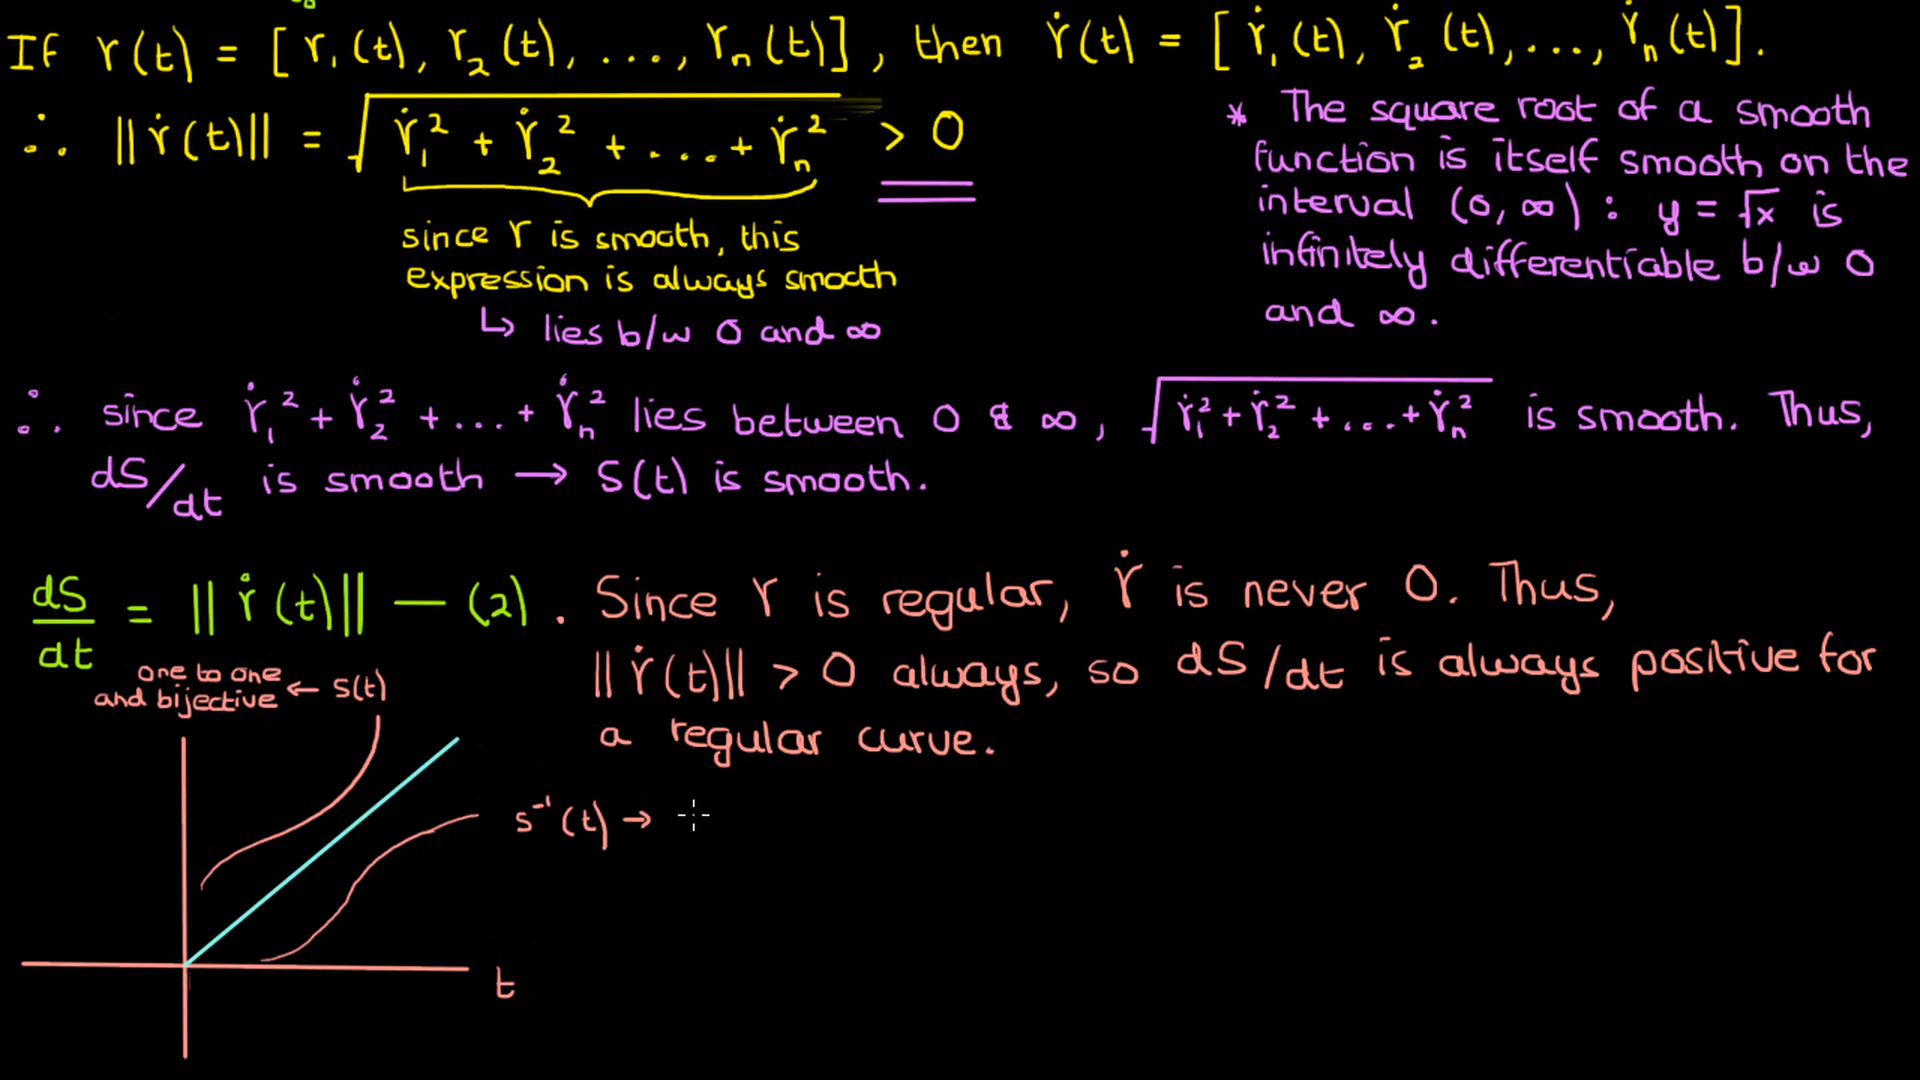 If r(t) = [r₁(t), r₂(t), ..., rₙ(t)], then ṙ(t) = [ṙ₁(t), ṙ₂(t), ..., ṙₙ(t)].
∴ ||ṙ(t)|| = √(ṙ₁² + ṙ₂² + ... + ṙₙ²) > 0
since r is smooth, this
expression is always smooth
↳ lies b/w 0 and ∞
* The square root of a smooth
function is itself smooth on the
interval (0, ∞) : y = √x is
infinitely differentiable b/w 0
and ∞.
∴ since ṙ₁² + ṙ₂² + ... + ṙₙ² lies between 0 & ∞, √(ṙ₁² + ṙ₂² + ... + ṙₙ²) is smooth. Thus,
dS/dt is smooth → S(t) is smooth.
dS/dt = ||ṙ(t)|| — (2). Since r is regular, ṙ is never 0. Thus,
||ṙ(t)|| > 0 always, so dS/dt is always positive for
a regular curve.
one to one
and bijective ← S(t)
S⁻¹(t) →
t